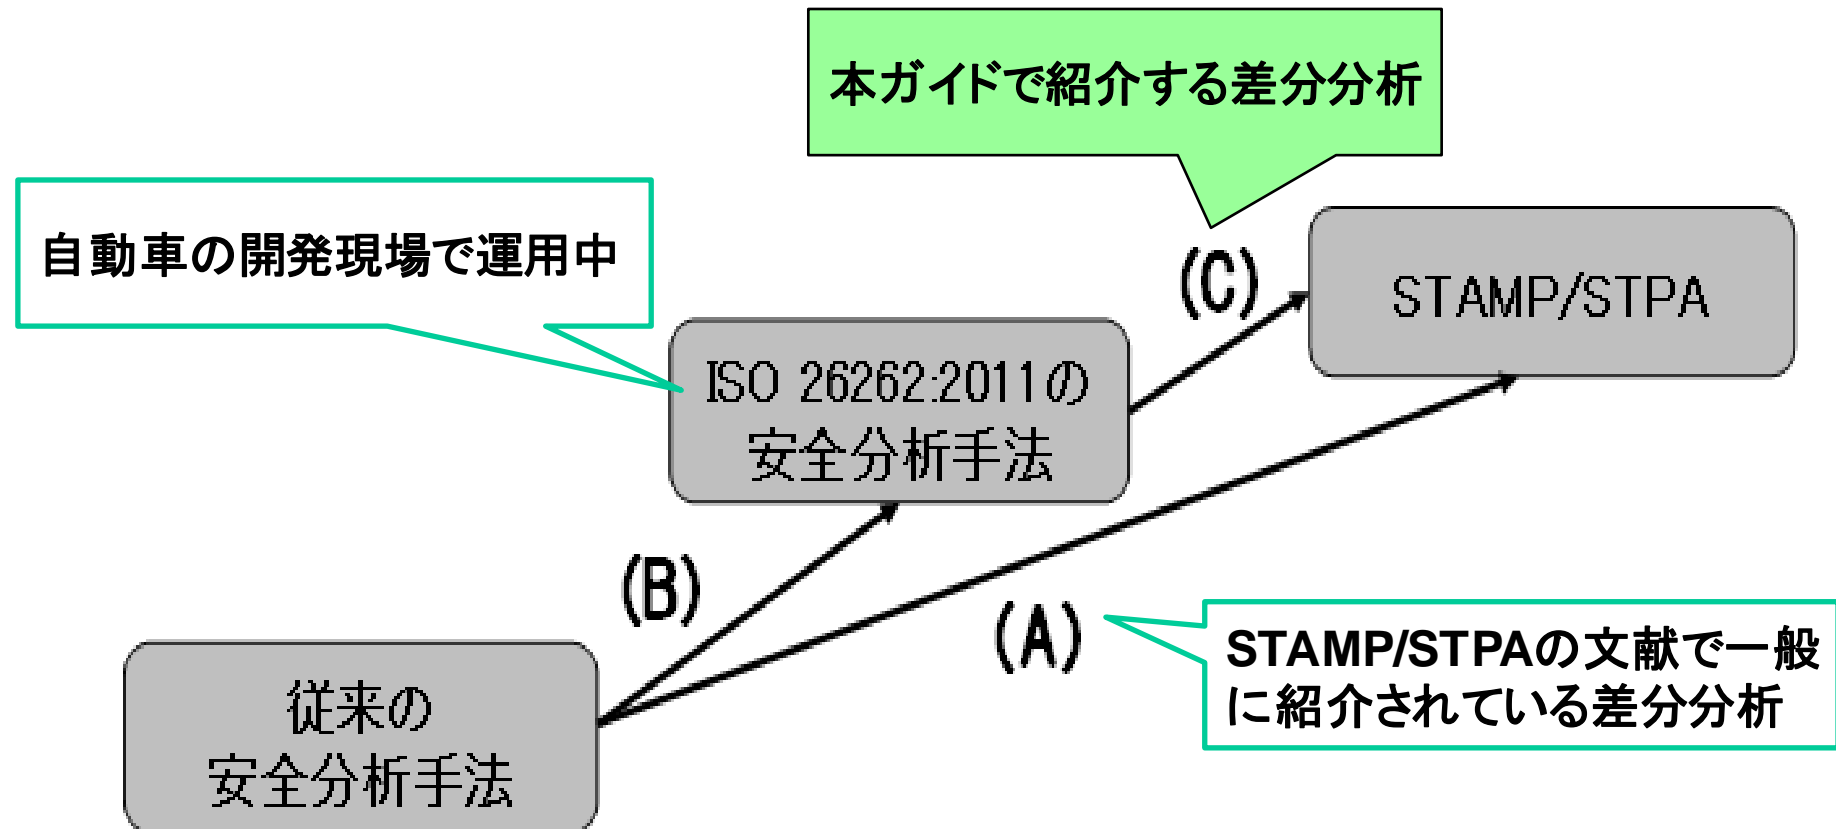 本ガイドで紹介する差分分析
自動車の開発現場で運用中
(C)
STAMP/STPA
ISO 26262:2011の
安全分析手法
(B)
(A)
STAMP/STPAの文献で一般
に紹介されている差分分析
従来の
安全分析手法